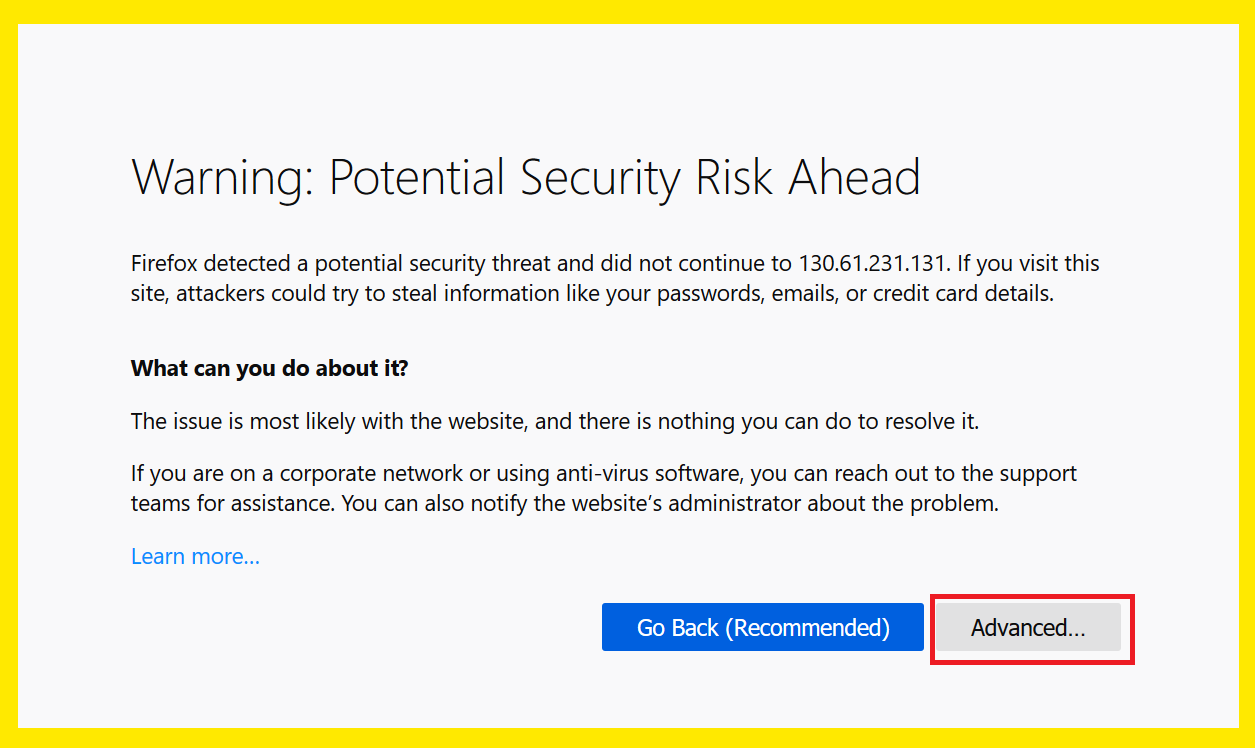 Warning: Potential Security Risk Ahead
Firefox detected a potential security threat and did not continue to 130.61.231.131. If you visit this
site, attackers could try to steal information like your passwords, emails, or credit card details.
What can you do about it?
The issue is most likely with the website, and there is nothing you can do to resolve it.
If you are on a corporate network or using anti-virus software, you can reach out to the support
teams for assistance. You can also notify the website’s administrator about the problem.
Learn more…
Go Back (Recommended)
Advanced…